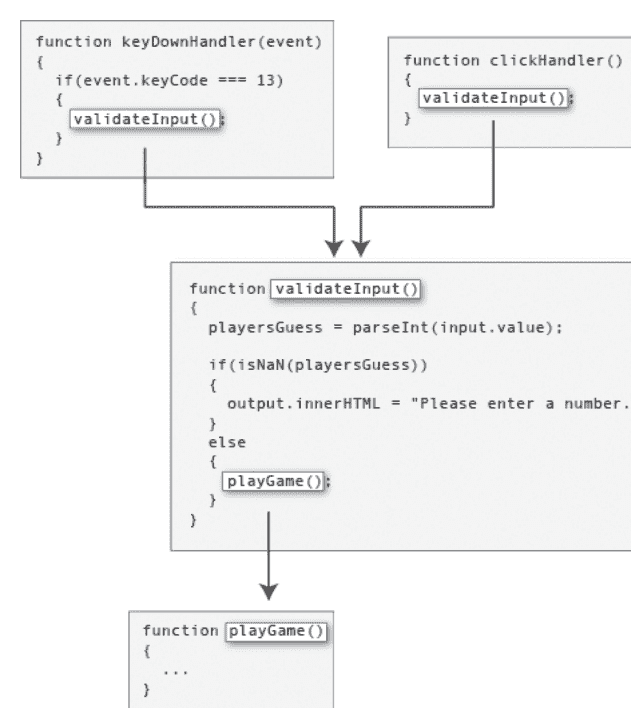 function keyDownHandler(event)
{
if(event.keyCode === 13)
{
validateInput();
}
}
function clickHandler()
{
validateInput();
}
function validateInput()
{
playersGuess = parseInt(input.value);
if(isNaN(playersGuess))
{
output.innerHTML = "Please enter a number.
}
else
{
playGame();
}
}
function playGame()
{
...
}